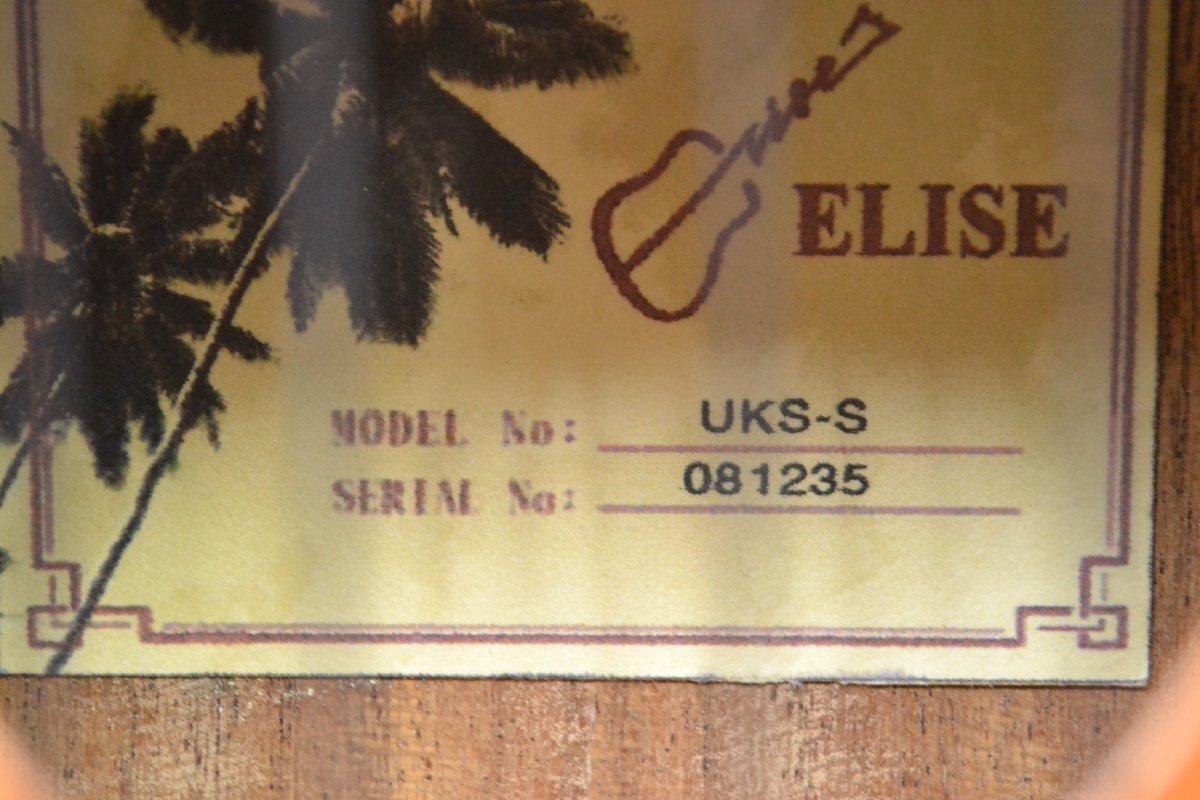 ELISE
MODEL No: UKS-S
SERIAL No: 081235